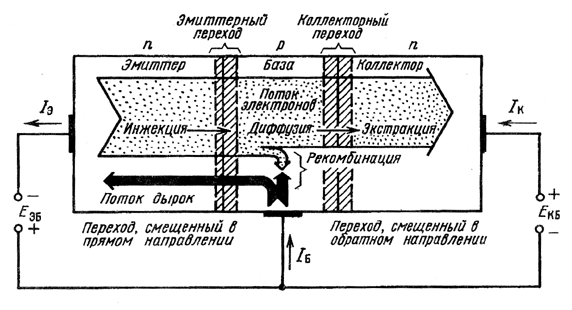 Эмиттерный
переход
Коллекторный
переход
n
p
n
Эмиттер
База
Коллектор
Поток
электронов
Инжекция
Диффузия
Экстракция
Рекомбинация
Поток дырок
Iэ
Iк
Eэб
Eкб
Iб
−
+
+
−
Переход, смещенный в
прямом направлении
Переход, смещенный в
обратном направлении